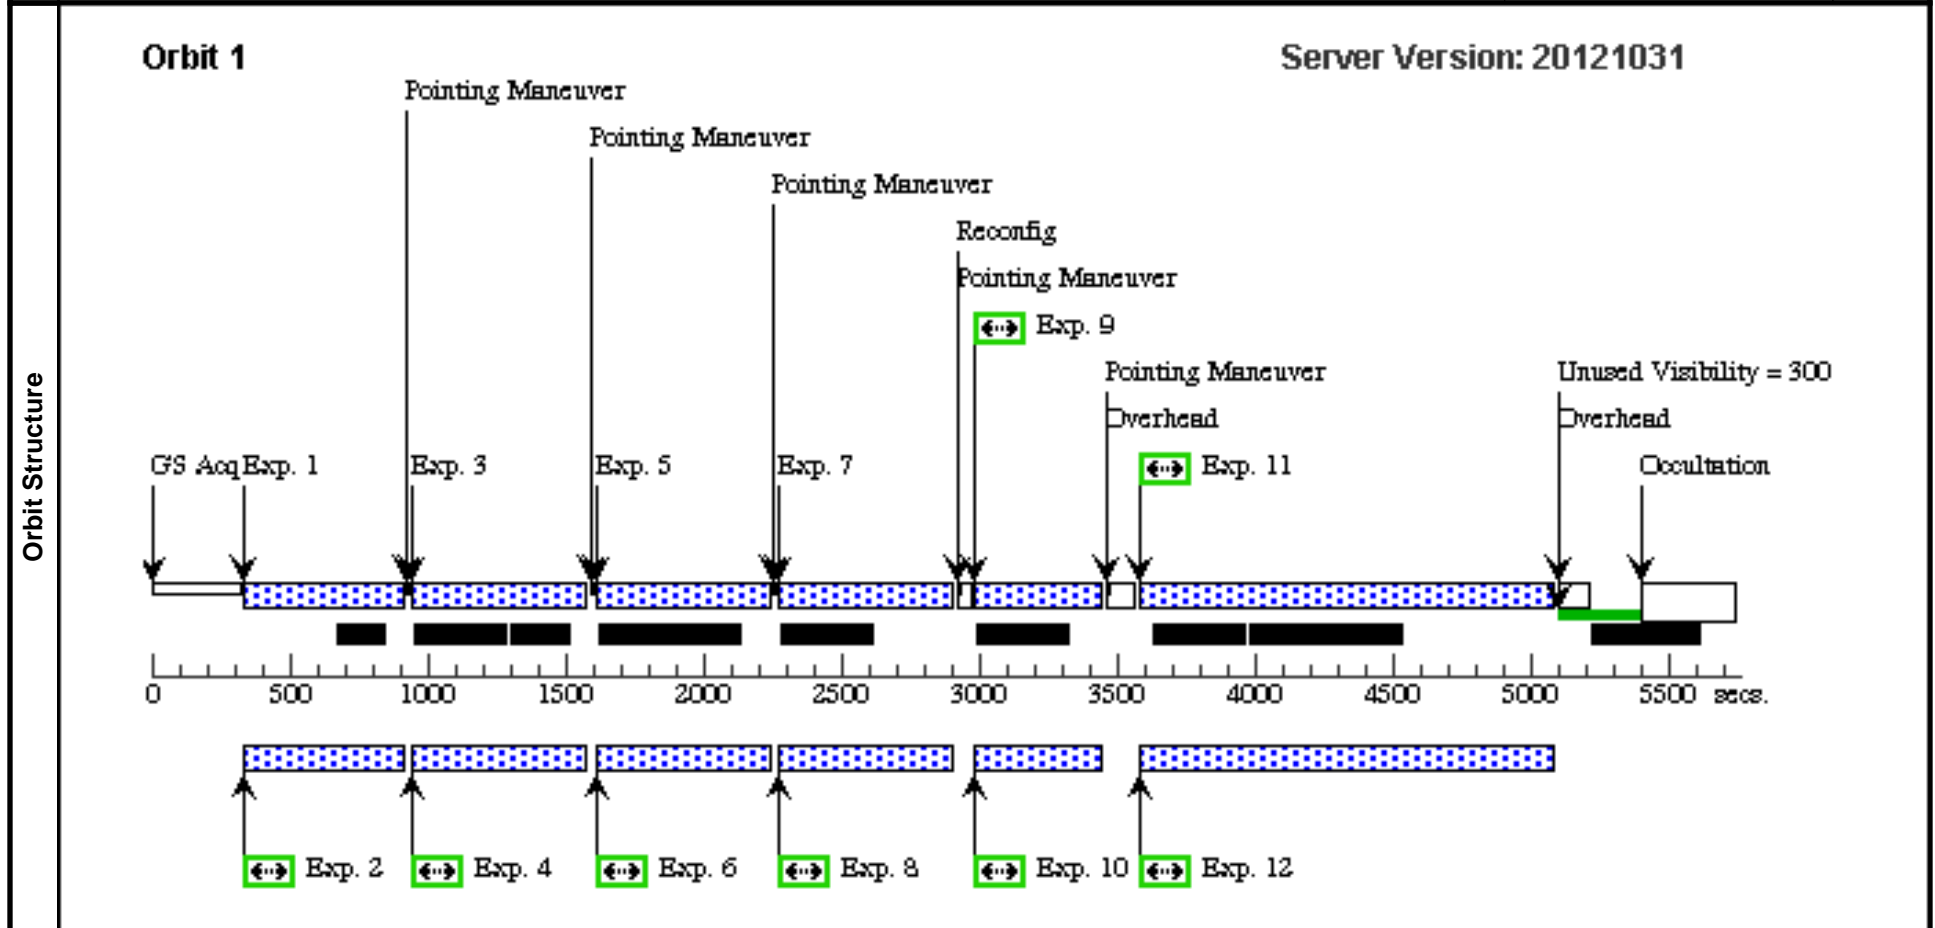 Orbit 1 Server Version: 20121031
Pointing Maneuver
Pointing Maneuver
Pointing Maneuver
Reconfig
Pointing Maneuver
Exp. 9
Pointing Maneuver Unused Visibility = 300
Overhead Overhead
GS Acq Exp. 1 Exp. 3 Exp. 5 Exp. 7 Exp. 11 Occultation
Orbit Structure
0 500 1000 1500 2000 2500 3000 3500 4000 4500 5000 5500 secs.
Exp. 2 Exp. 4 Exp. 6 Exp. 8 Exp. 10 Exp. 12